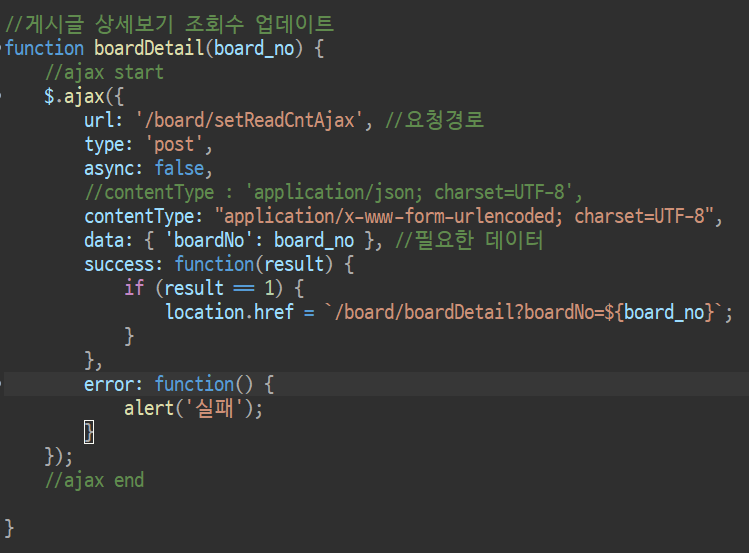 //게시글 상세보기 조회수 업데이트
function boardDetail(board_no) {
    //ajax start
    $.ajax({
        url: '/board/setReadCntAjax', //요청경로
        type: 'post',
        async: false,
        //contentType : 'application/json; charset=UTF-8',
        contentType: "application/x-www-form-urlencoded; charset=UTF-8",
        data: { 'boardNo': board_no }, //필요한 데이터
        success: function(result) {
            if (result == 1) {
                location.href = `/board/boardDetail?boardNo=${board_no}`;
            }
        },
        error: function() {
            alert('실패');
        }
    });
    //ajax end
}